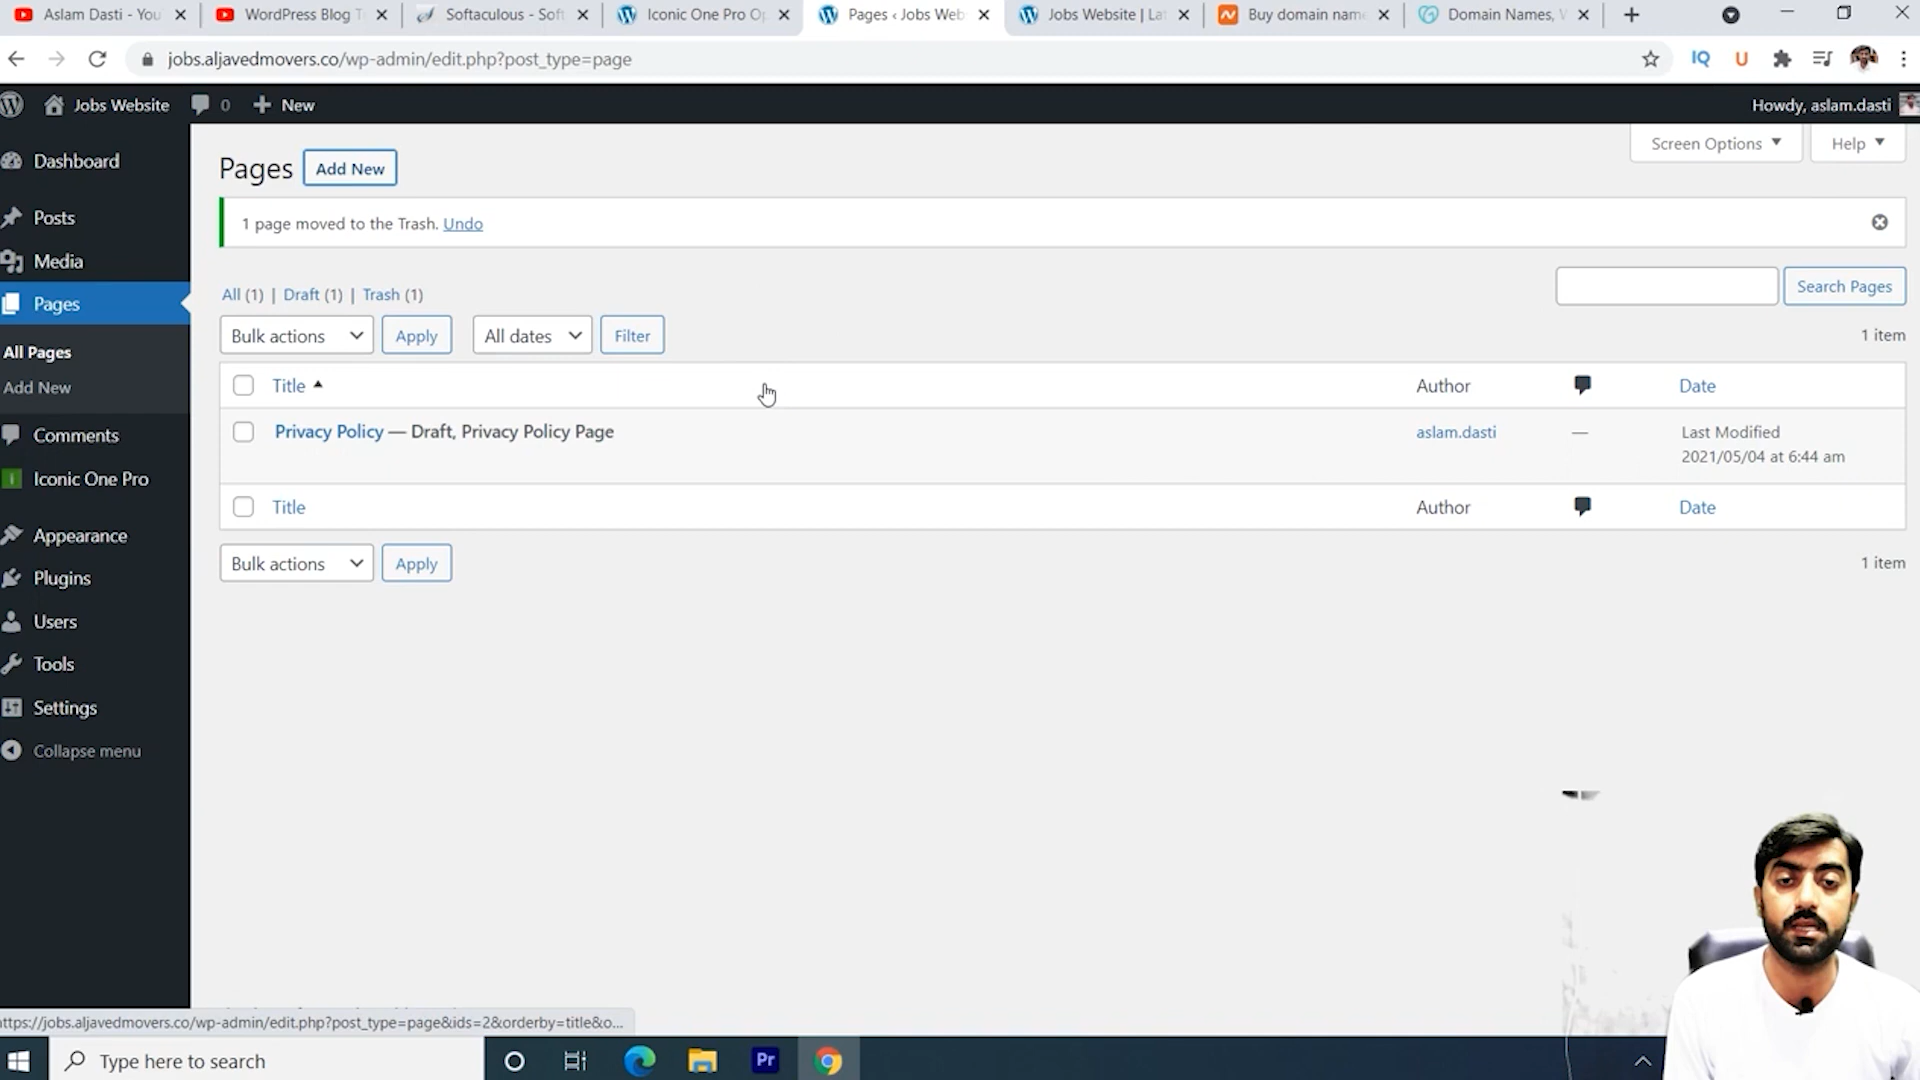 Aslam Dasti - You
WordPress Blog T
Softaculous - Soft
Iconic One Pro Op
Pages ‹ Jobs Web
Jobs Website | Lat
Buy domain name
Domain Names, W
jobs.aljavedmovers.co/wp-admin/edit.php?post_type=page
IQ
U
Jobs Website
0
+ New
Howdy, aslam.dasti
Screen Options
Help
Dashboard
Posts
Media
Pages
All Pages
Add New
Comments
Iconic One Pro
Appearance
Plugins
Users
Tools
Settings
Collapse menu
Pages
Add New
1 page moved to the Trash. Undo
All (1) | Draft (1) | Trash (1)
Search Pages
Bulk actions
Apply
All dates
Filter
1 item
Title
Author
Date
Privacy Policy — Draft, Privacy Policy Page
aslam.dasti
—
Last Modified
2021/05/04 at 6:44 am
Title
Author
Date
Bulk actions
Apply
1 item
ttps://jobs.aljavedmovers.co/wp-admin/edit.php?post_type=page&ids=2&orderby=title&o...
Type here to search
Pr